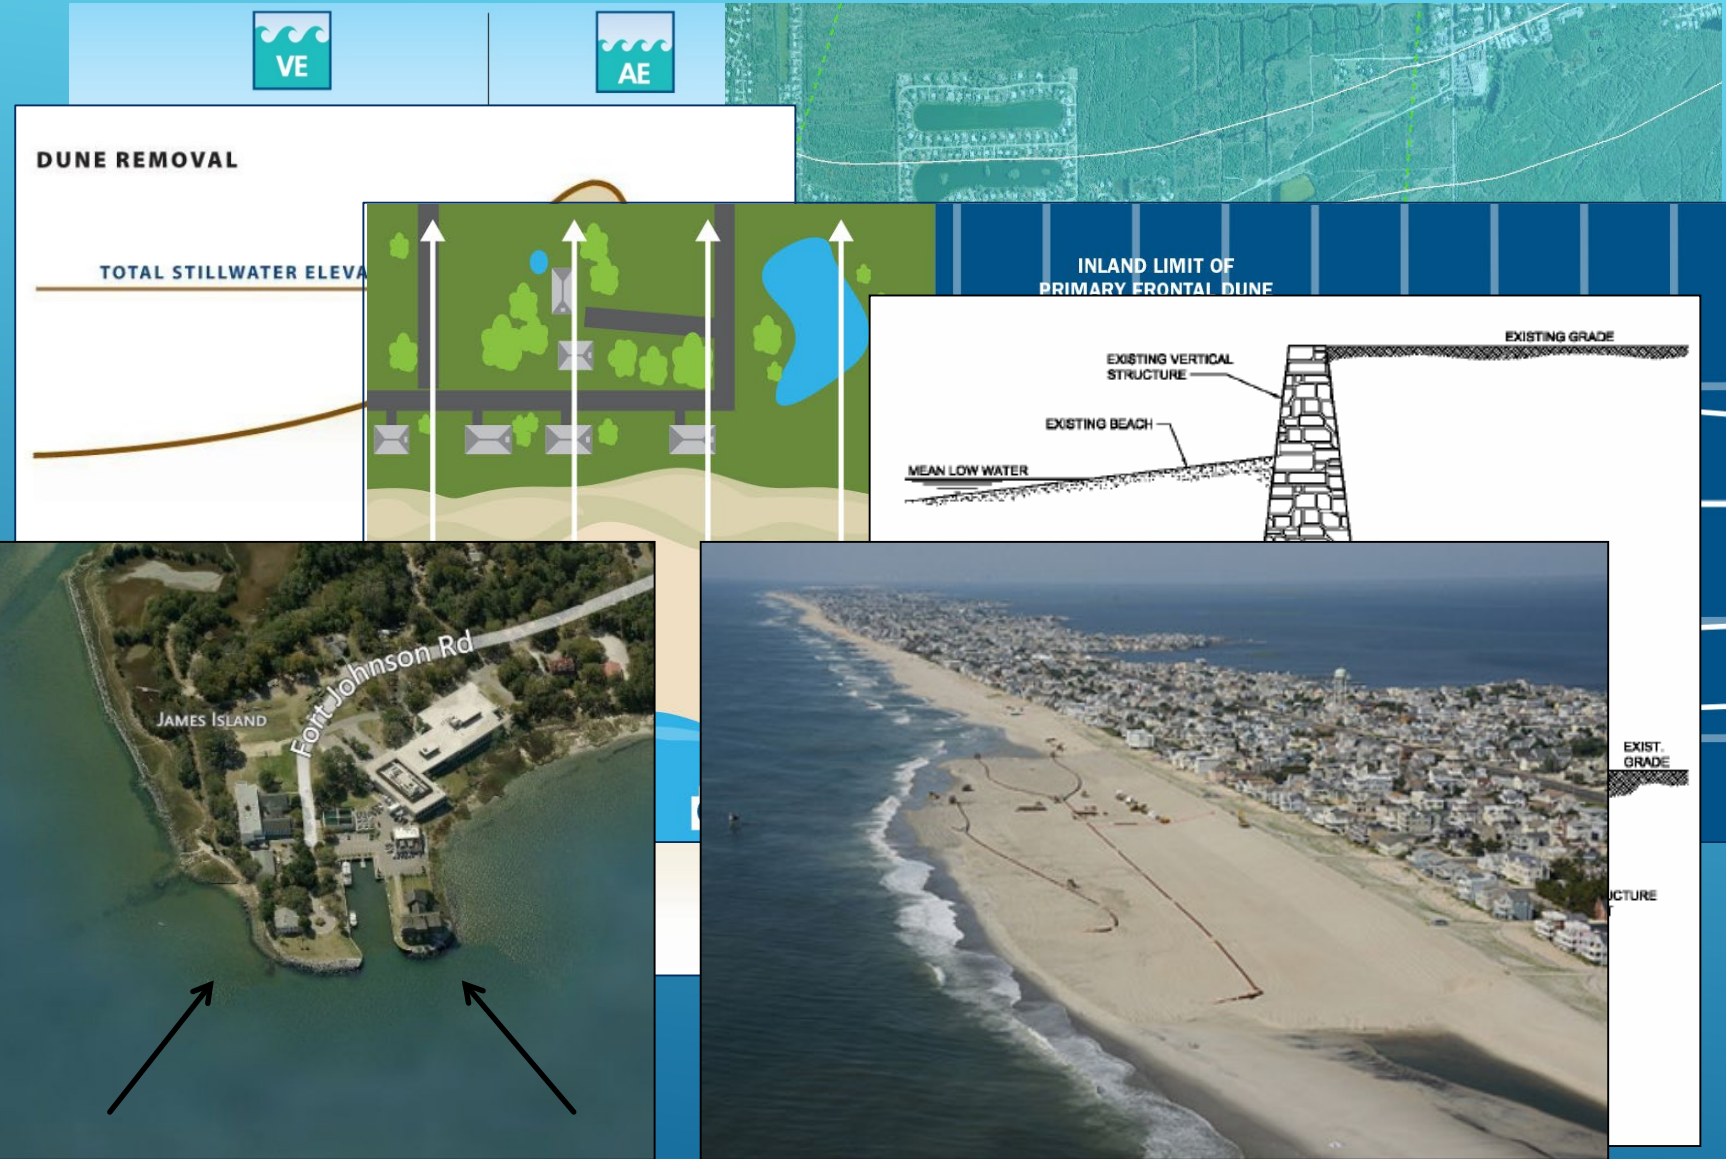 VE
AE
DUNE REMOVAL
TOTAL STILLWATER
INLAND LIMIT OF
PRIMARY FRONTAL DUNE
EXISTING GRADE
EXISTING VERTICAL
STRUCTURE
EXISTING BEACH
MEAN LOW WATER
Fort Johnson Rd
JAMES ISLAND
EXIST.
GRADE